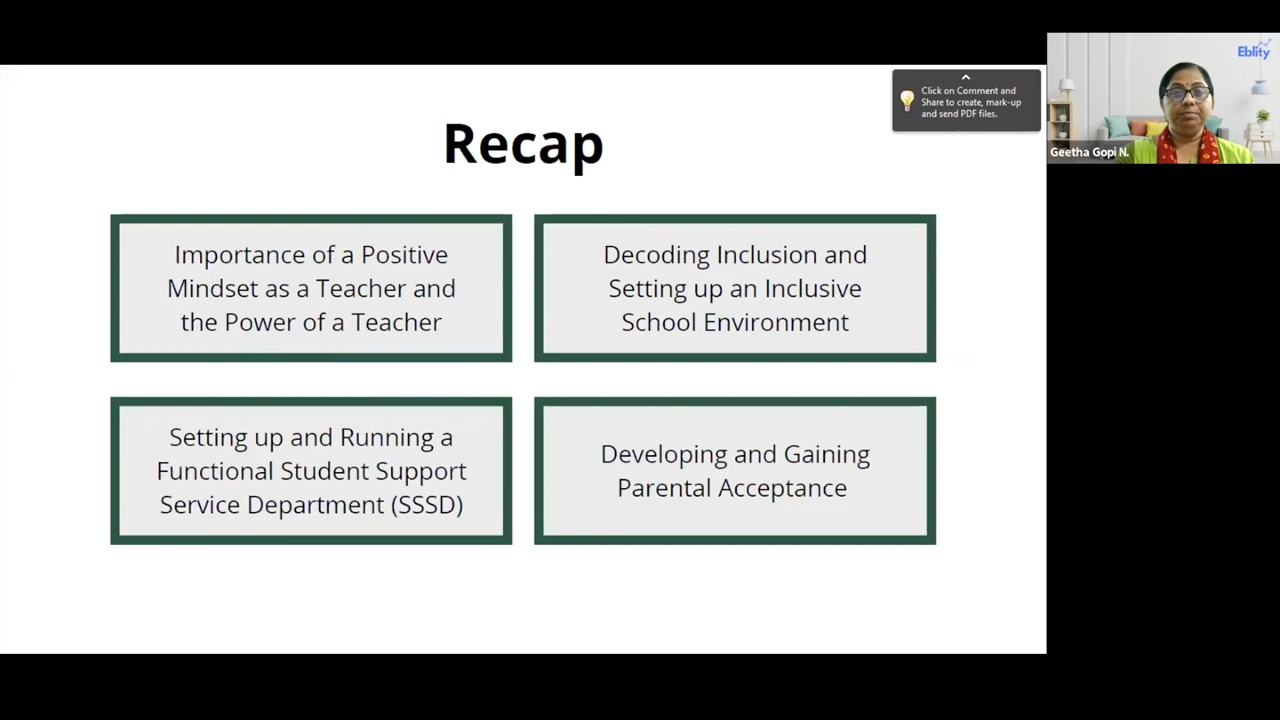 Recap
Importance of a Positive
Mindset as a Teacher and
the Power of a Teacher
Decoding Inclusion and
Setting up an Inclusive
School Environment
Setting up and Running a
Functional Student Support
Service Department (SSSD)
Developing and Gaining
Parental Acceptance
Click on Comment and
Share to create, mark-up
and send PDF files.
Eblity
Geetha Gopi N.